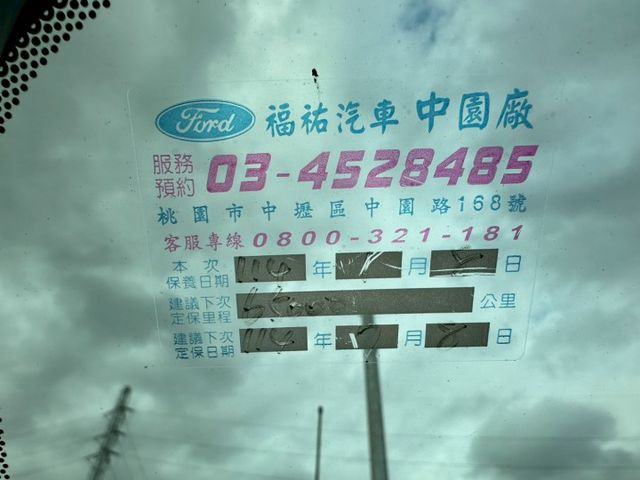 Ford 福祐汽車 中園廠
服務預約 03-4528485
桃園市中壢區中園路168號
客服專線 0800-321-181
本次保養日期 年 月 日
建議下次定保里程 公里
建議下次定保日期 年 月 8 日